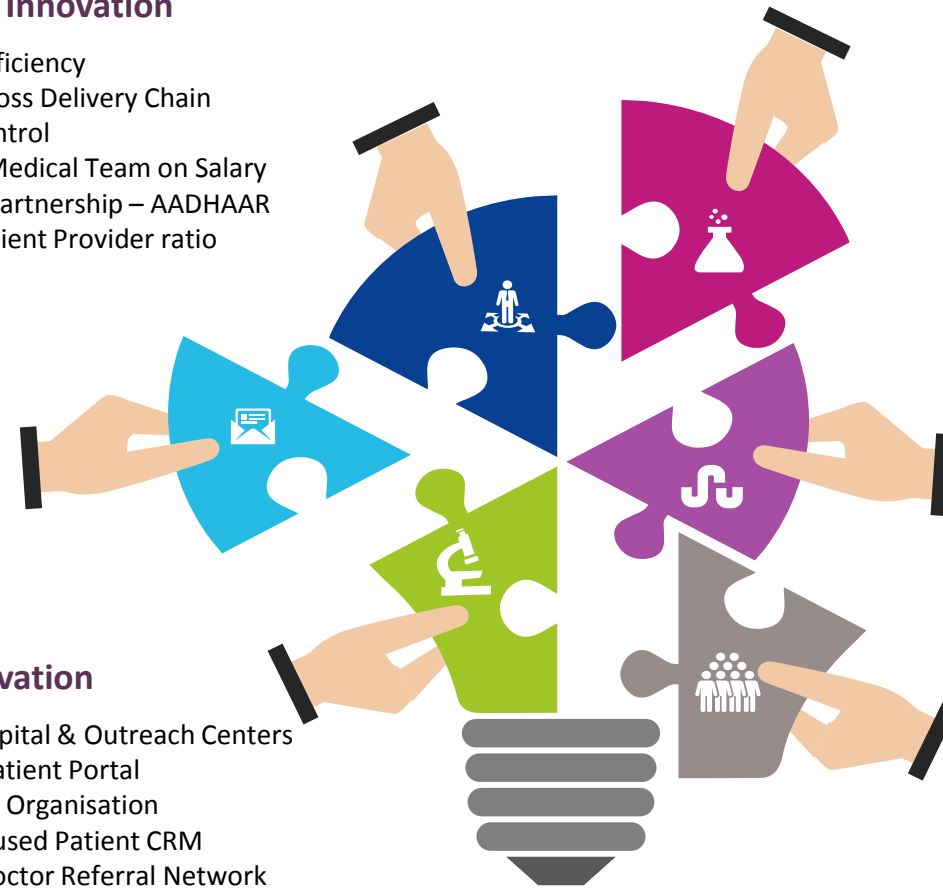 Innovation
ficiency
oss Delivery Chain
ntrol
Medical Team on Salary
artnership – AADHAAR
ient Provider ratio
vation
pital & Outreach Centers
atient Portal
Organisation
used Patient CRM
octor Referral Network